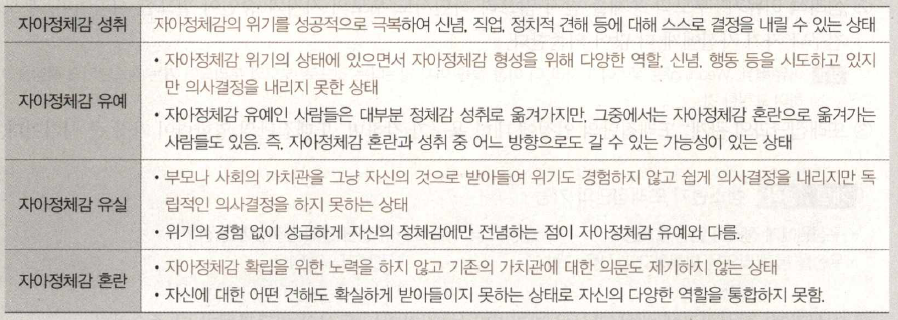 자아정체감 성취
자아정체감의 위기를 성공적으로 극복하여 신념, 직업, 정치적 견해 등에 대해 스스로 결정을 내릴 수 있는 상태
자아정체감 유예
• 자아정체감 위기의 상태에 있으면서 자아정체감 형성을 위해 다양한 역할, 신념, 행동 등을 시도하고 있지
만 의사결정을 내리지 못한 상태
• 자아정체감 유예인 사람들은 대부분 정체감 성취로 옮겨가지만, 그중에서는 자아정체감 혼란으로 옮겨가는
사람들도 있음. 즉, 자아정체감 혼란과 성취 중 어느 방향으로도 갈 수 있는 가능성이 있는 상태
자아정체감 유실
• 부모나 사회의 가치관을 그냥 자신의 것으로 받아들여 위기도 경험하지 않고 쉽게 의사결정을 내리지만 독
립적인 의사결정을 하지 못하는 상태
• 위기의 경험 없이 성급하게 자신의 정체감에만 전념하는 점이 자아정체감 유예와 다름.
자아정체감 혼란
• 자아정체감 확립을 위한 노력을 하지 않고 기존의 가치관에 대한 의문도 제기하지 않는 상태
• 자신에 대한 어떤 견해도 확실하게 받아들이지 못하는 상태로 자신의 다양한 역할을 통합하지 못함.